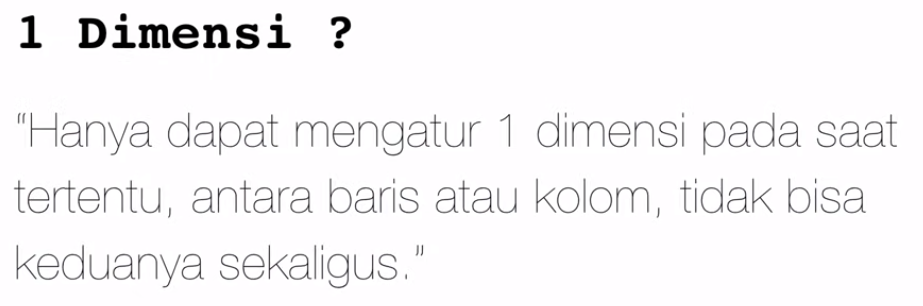 1 Dimensi ?
“Hanya dapat mengatur 1 dimensi pada saat
tertentu, antara baris atau kolom, tidak bisa
keduanya sekaligus.”